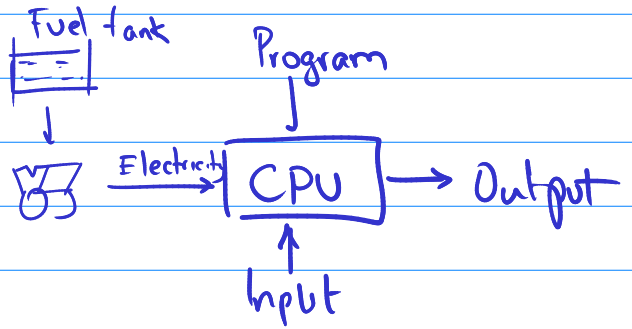 Fuel tank
Program
Electricity
CPU
Output
Input